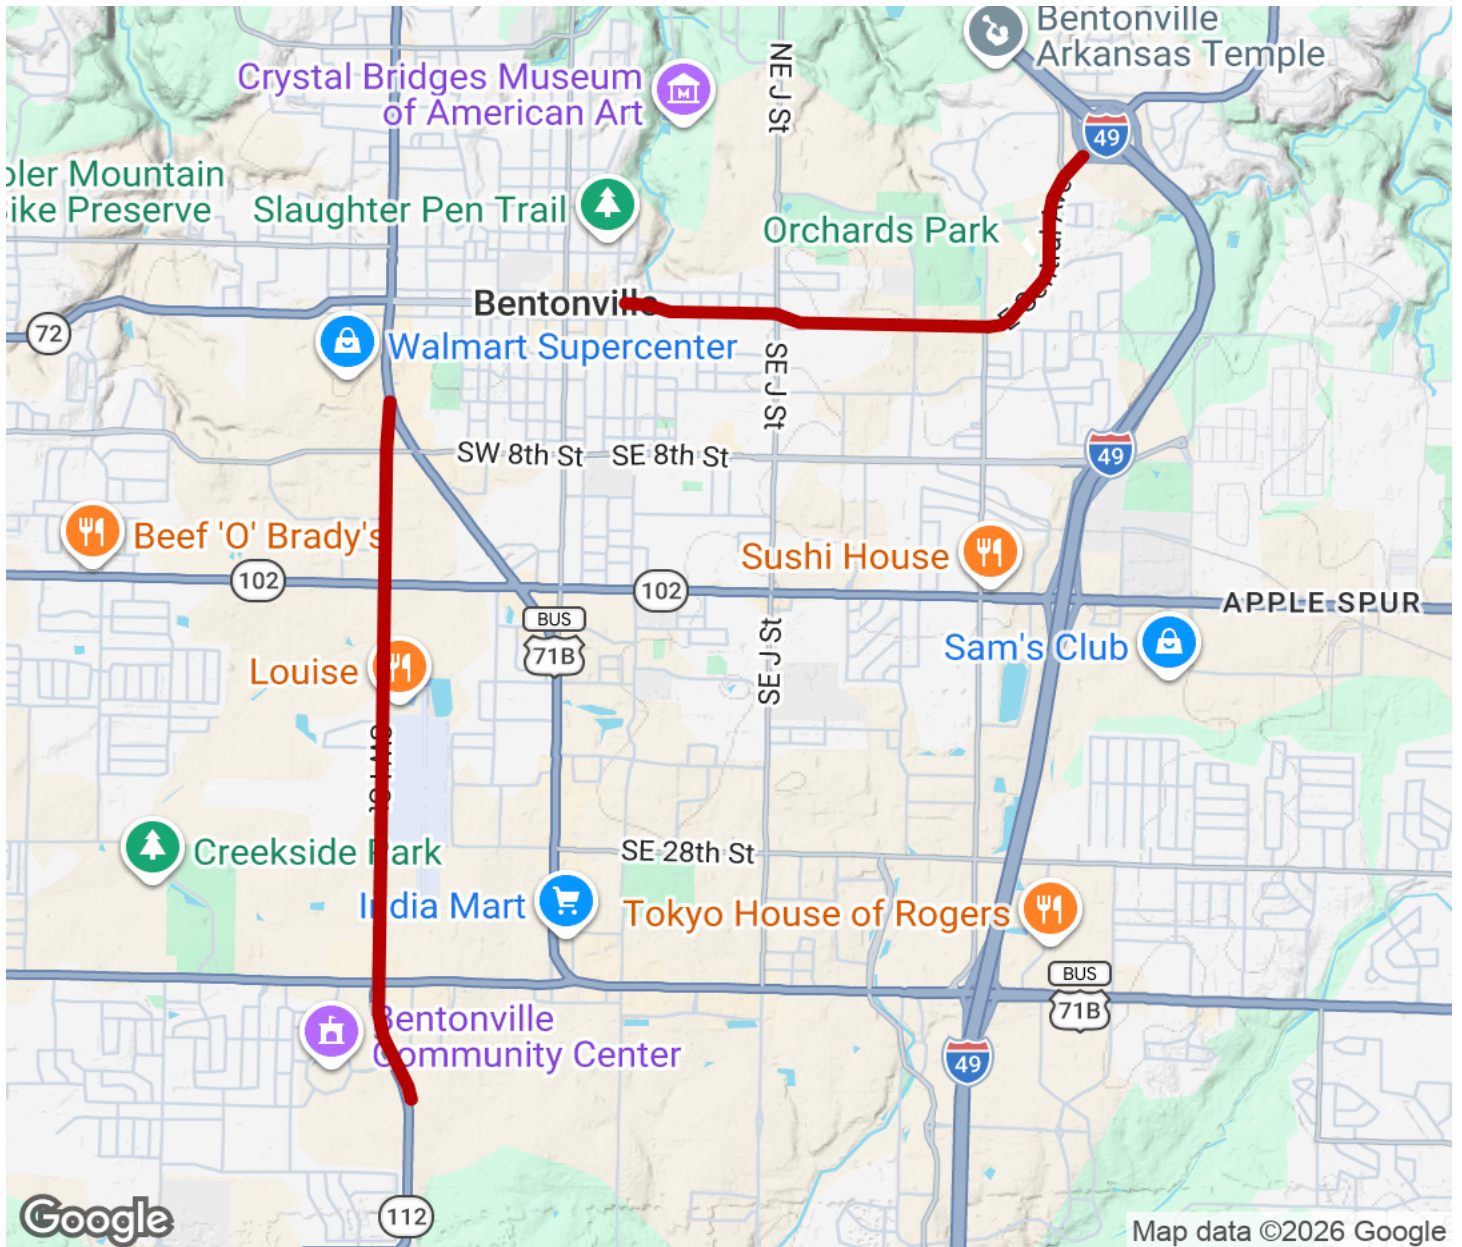 Bentonville
Arkansas Temple
NE J St
Crystal Bridges Museum
of American Art
49
Mountain
Preserve
Slaughter Pen Trail
Orchards Park
Bentonville
72
Walmart Supercenter
SE J St
SW 8th St
SE 8th St
49
Beef 'O' Brady's
Sushi House
102
102
APPLE SPUR
BUS
71B
SE J St
Sam's Club
Louise
Creekside Park
SE 28th St
India Mart
Tokyo House of Rogers
BUS
71B
Bentonville
Community Center
49
112
Google
Map data ©2026 Google